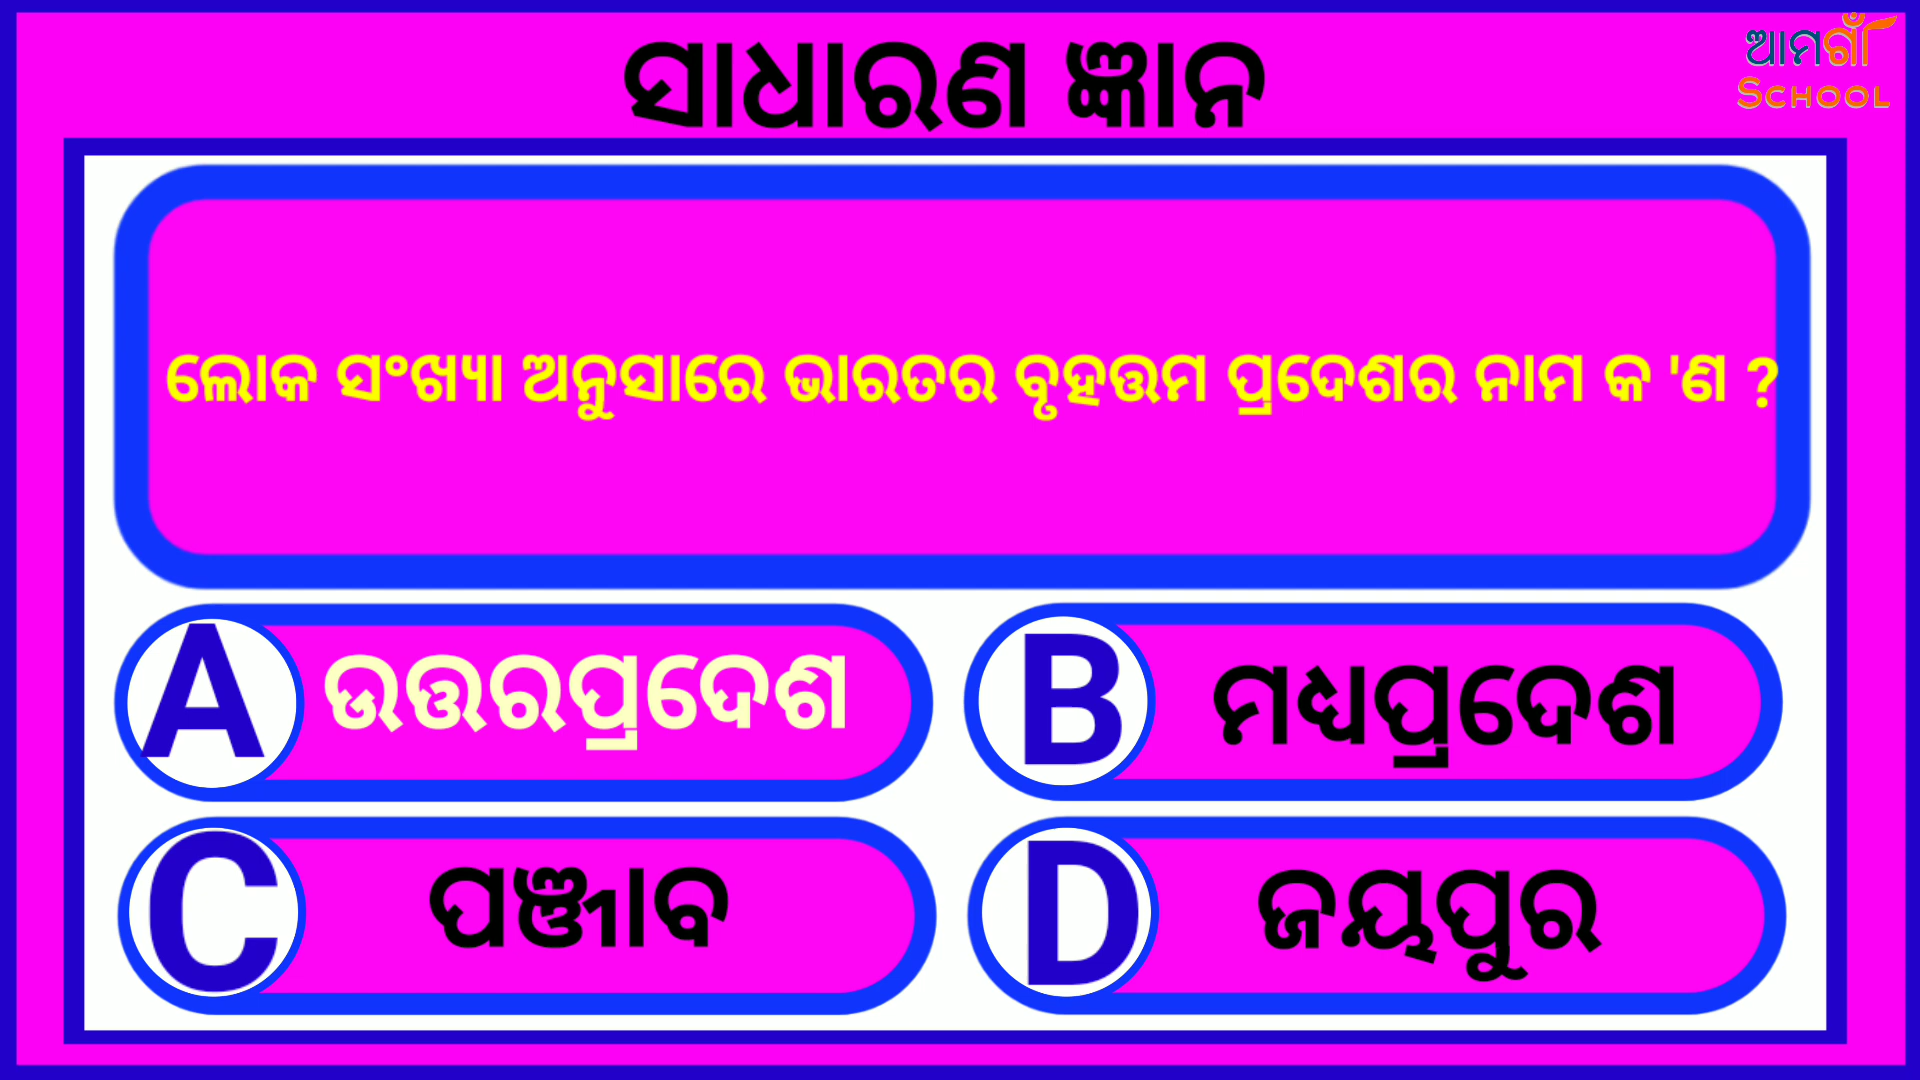 ସାଧାରଣ ଜ୍ଞାନ
ଆମଗାଁ
SCHOOL
ଲୋକ ସଂଖ୍ୟା ଅନୁସାରେ ଭାରତର ବୃହତ୍ତମ ପ୍ରଦେଶର ନାମ କ 'ଣ ?
A ଉତ୍ତରପ୍ରଦେଶ
B ମଧ୍ୟପ୍ରଦେଶ
C ପଞ୍ଜାବ
D ଜୟପୁର